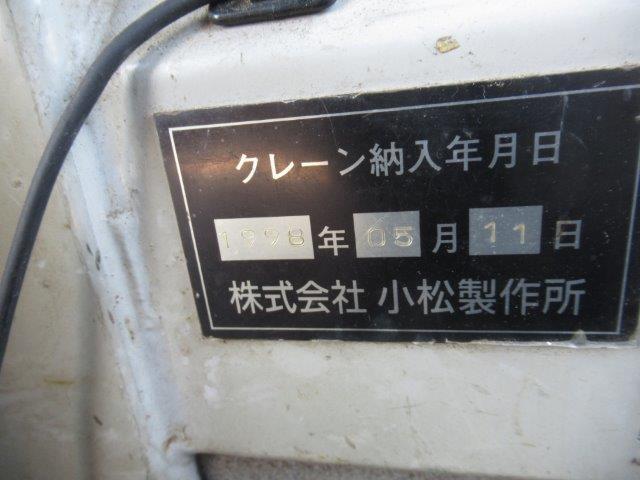 クレーン納入年月日
1998年05月11日
株式会社 小松製作所